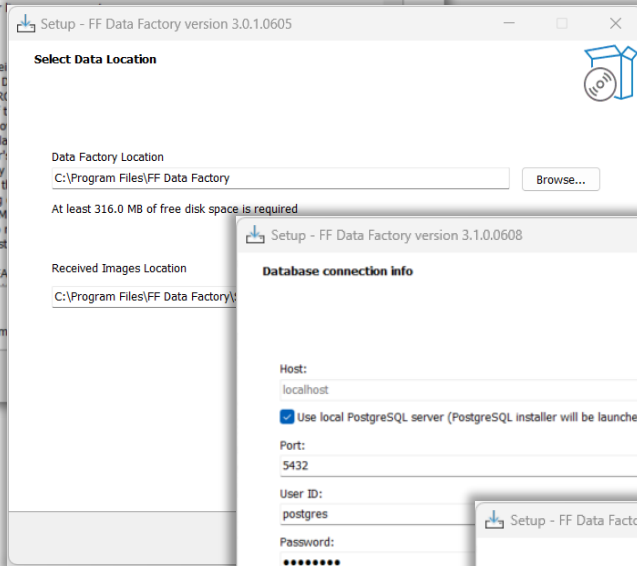 Setup - FF Data Factory version 3.0.1.0605
Select Data Location
Data Factory Location
C:\Program Files\FF Data Factory
Browse...
At least 316.0 MB of free disk space is required
Received Images Location
C:\Program Files\FF Data Factory\
Setup - FF Data Factory version 3.1.0.0608
Database connection info
Host:
localhost
Use local PostgreSQL server (PostgreSQL installer will be launche
Port:
5432
User ID:
postgres
Password:
Setup - FF Data Facto